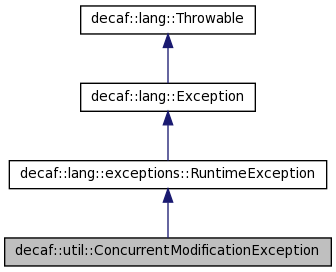 decaf::lang::Throwable
decaf::lang::Exception
decaf::lang::exceptions::RuntimeException
decaf::util::ConcurrentModificationException